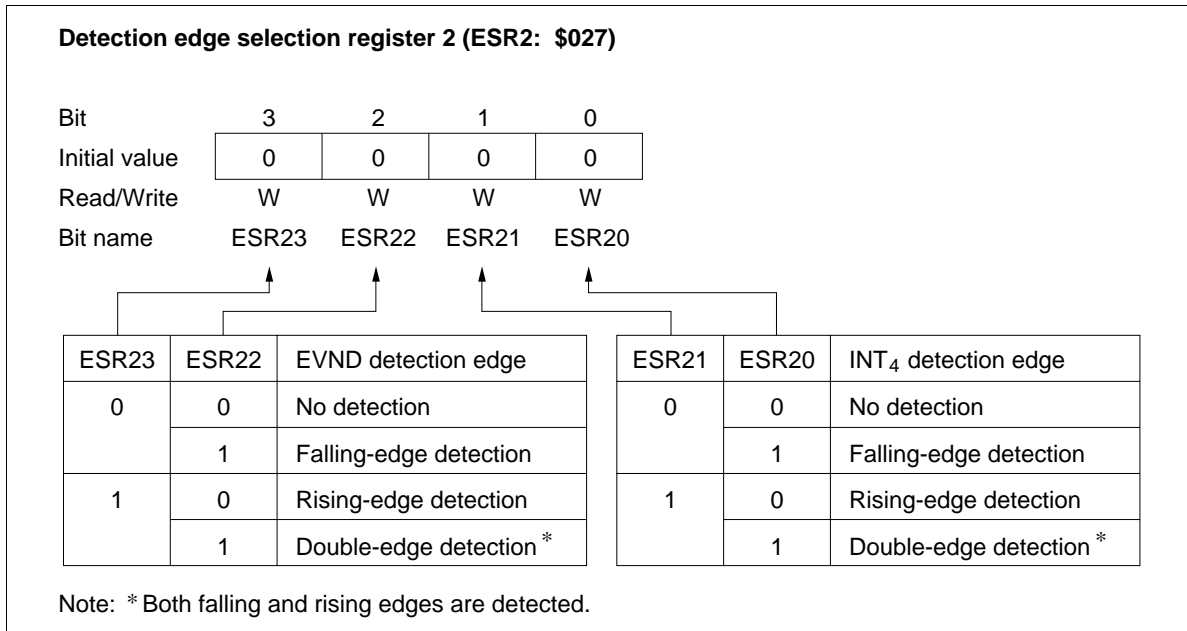 Detection edge selection register 2 (ESR2: $027)
Bit 3 2 1 0
Initial value 0 0 0 0
Read/Write W W W W
Bit name ESR23 ESR22 ESR21 ESR20
ESR23 ESR22 EVND detection edge
0 0 No detection
1 Falling-edge detection
1 0 Rising-edge detection
1 Double-edge detection *
ESR21 ESR20 INT4 detection edge
0 0 No detection
1 Falling-edge detection
1 0 Rising-edge detection
1 Double-edge detection *
Note: * Both falling and rising edges are detected.